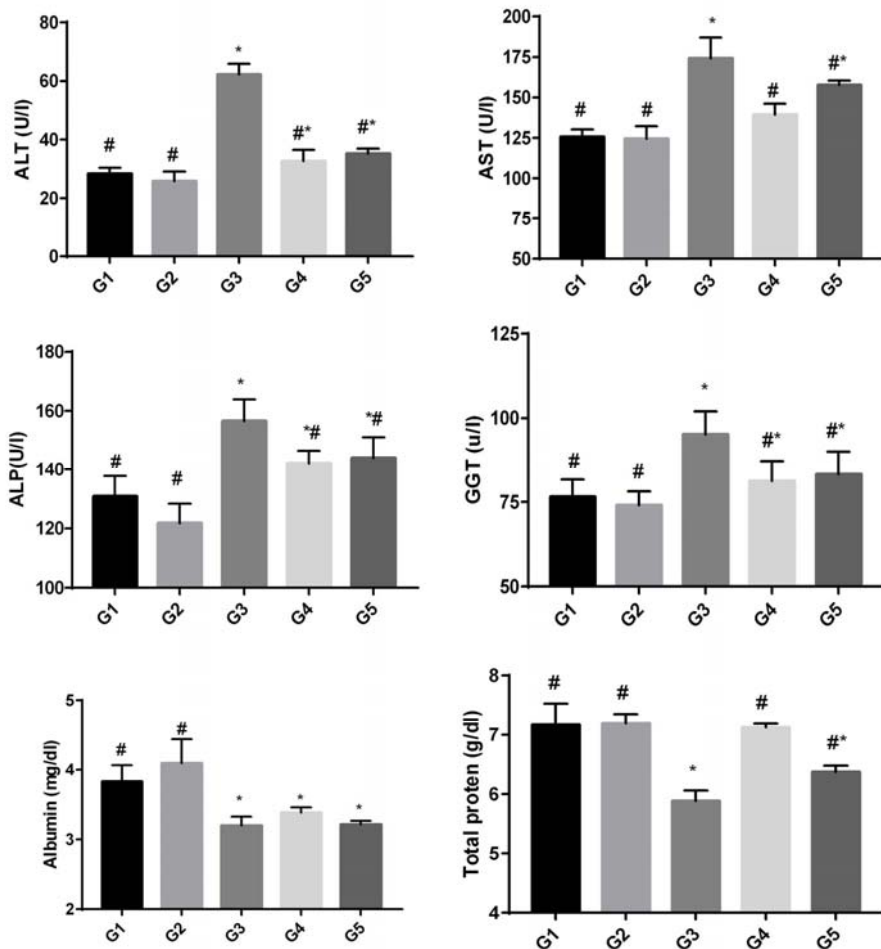 ALT (U/l)
80
60
40
20
0
#
#
*
#*
#*
G1
G2
G3
G4
G5
AST (U/l)
200
175
150
125
100
75
50
#
#
*
#
#*
G1
G2
G3
G4
G5
ALP(U/l)
180
160
140
120
100
#
#
*
*#
*#
G1
G2
G3
G4
G5
GGT (u/l)
125
100
75
50
#
#
*
#*
#*
G1
G2
G3
G4
G5
Albumin (mg/dl)
5
4
3
2
#
#
*
*
*
G1
G2
G3
G4
G5
Total proten (g/dl)
8
7
6
5
4
#
#
*
#
#*
G1
G2
G3
G4
G5